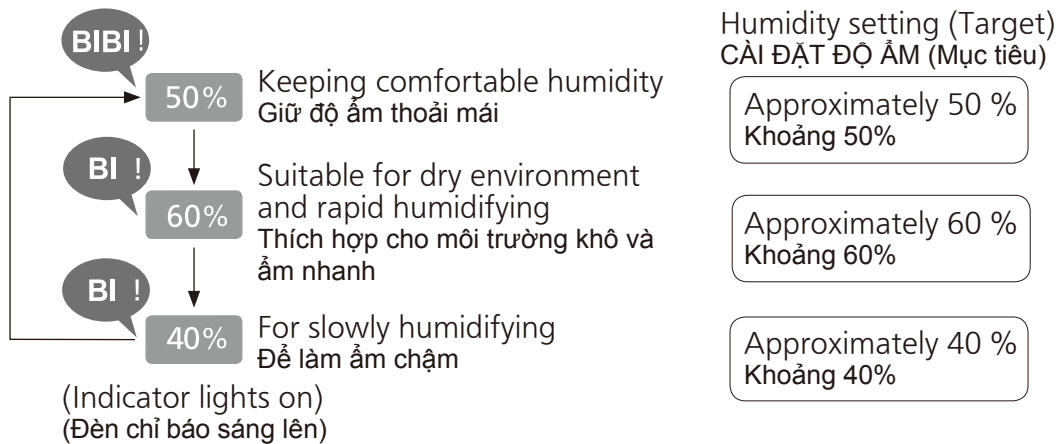 BIBI !
50%
Keeping comfortable humidity
Giữ độ ẩm thoải mái
BI !
60%
Suitable for dry environment
and rapid humidifying
Thích hợp cho môi trường khô và
ẩm nhanh
BI !
40%
For slowly humidifying
Để làm ẩm chậm
(Indicator lights on)
(Đèn chỉ báo sáng lên)
Humidity setting (Target)
CÀI ĐẶT ĐỘ ẨM (Mục tiêu)
Approximately 50 %
Khoảng 50%
Approximately 60 %
Khoảng 60%
Approximately 40 %
Khoảng 40%